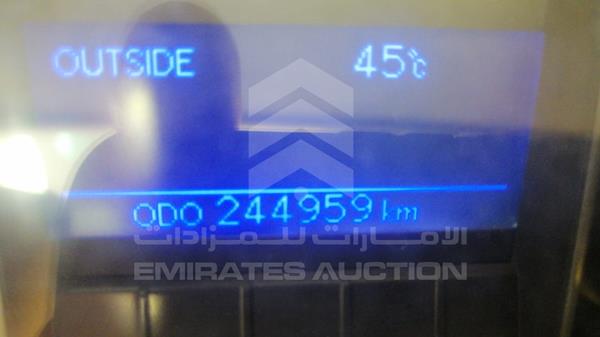 OUTSIDE 45°C
ODO 244959 km
الامارات للمزادات
EMIRATES AUCTION